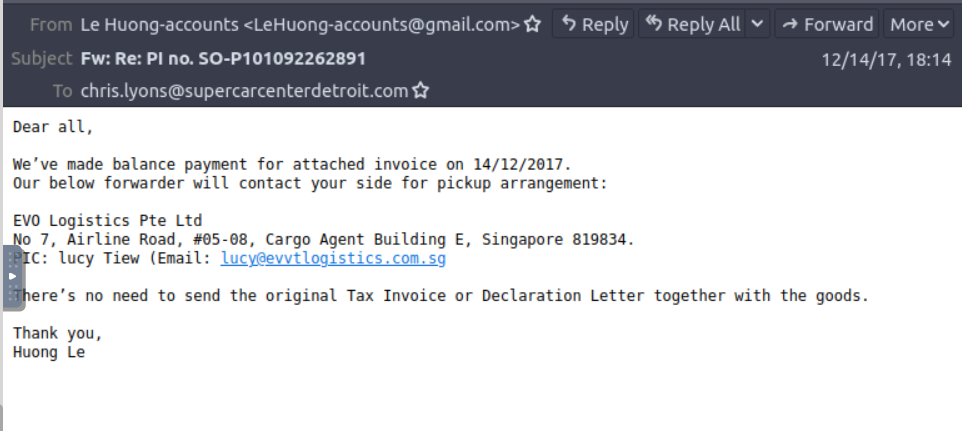 From Le Huong-accounts <LeHuong-accounts@gmail.com> Reply Reply All Forward More
Subject Fw: Re: PI no. SO-P101092262891 12/14/17, 18:14
To chris.lyons@supercarcenterdetroit.com
Dear all,
We’ve made balance payment for attached invoice on 14/12/2017.
Our below forwarder will contact your side for pickup arrangement:
EVO Logistics Pte Ltd
No 7, Airline Road, #05-08, Cargo Agent Building E, Singapore 819834.
PIC: lucy Tiew (Email: lucy@evvtlogistics.com.sg
There’s no need to send the original Tax Invoice or Declaration Letter together with the goods.
Thank you,
Huong Le